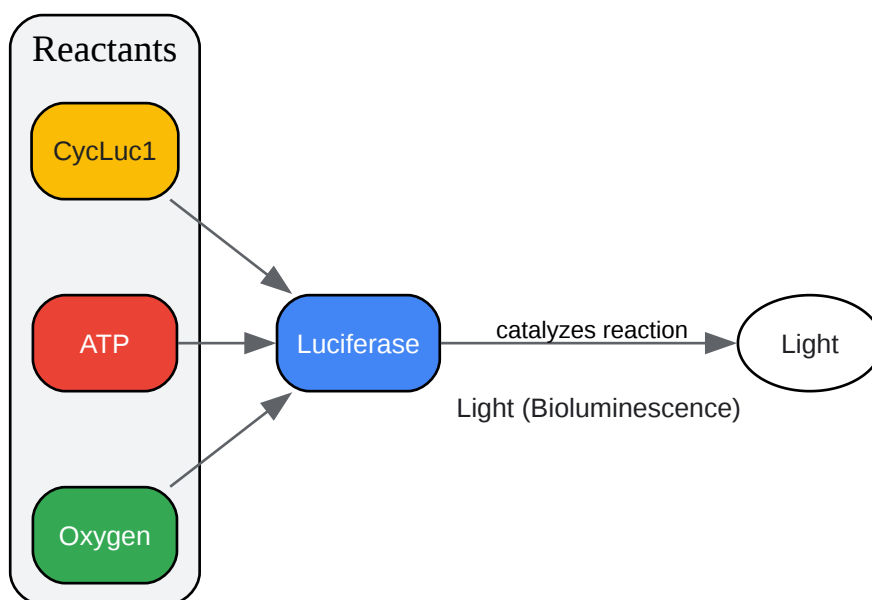 Reactants
CycLuc1
ATP
Luciferase
catalyzes reaction
Light
Light (Bioluminescence)
Oxygen